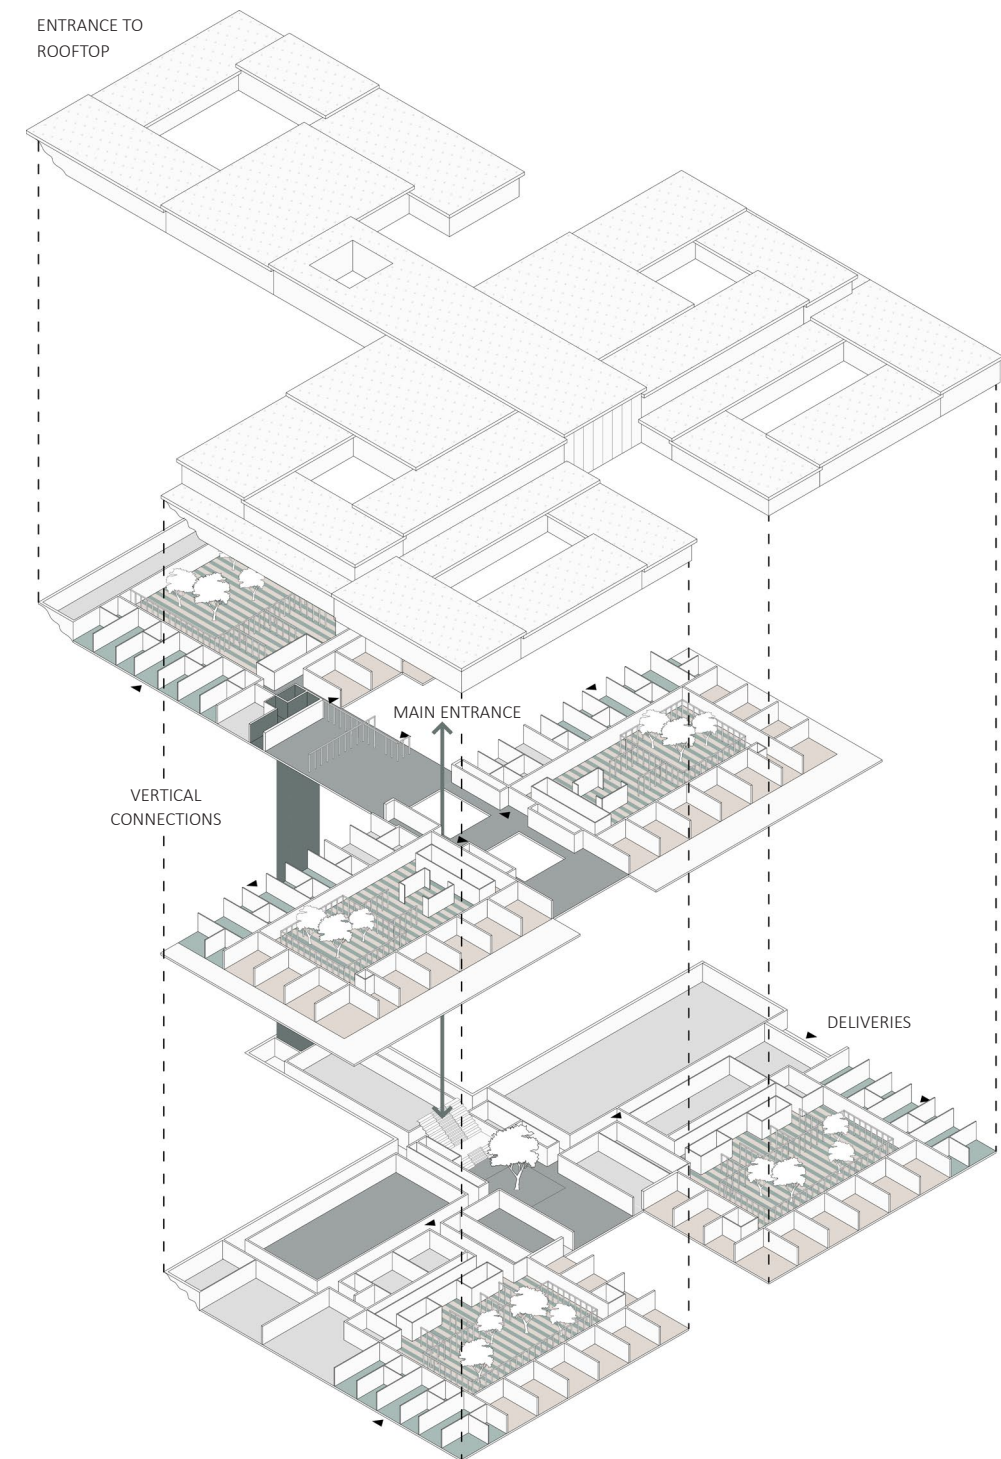 ENTRANCE TO
ROOFTOP
MAIN ENTRANCE
VERTICAL
CONNECTIONS
DELIVERIES